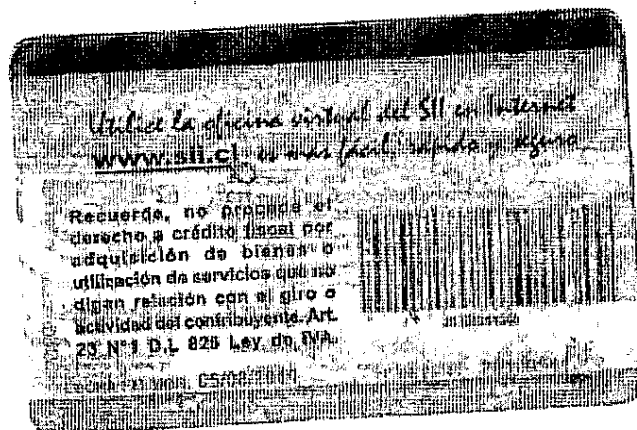 Utilice la oficina virtual del SII en Internet
www.sii.cl, es más fácil, rápido y seguro
Recuerde, no procede el
derecho a crédito fiscal por
adquisición de bienes o
utilización de servicios que no
digan relación con el giro o
actividad del contribuyente. Art.
23 N°1 D.L 825 Ley de IVA.